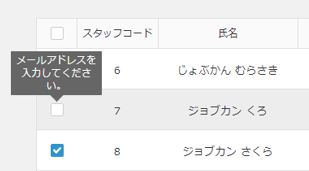 スタッフコード 氏名
メールアドレスを
入力してくださ
い。
6 じょぶかん むらさき
7 ジョブカン くろ
8 ジョブカン さくら